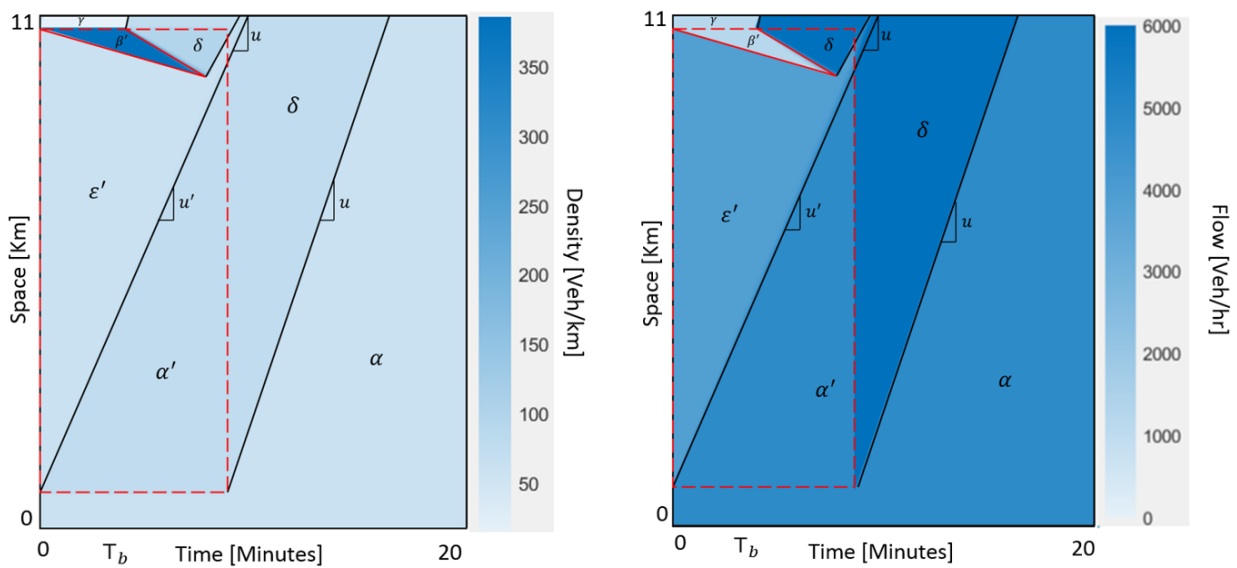 11
γ
β′
δ
u
δ
ε′
u′
u
α′
α
Space [Km]
0
0
T_b
Time [Minutes]
20
350
300
250
200
150
100
50
Density [Veh/km]
11
γ
β′
δ
u
δ
ε′
u′
u
α′
α
Space [Km]
0
0
T_b
Time [Minutes]
20
6000
5000
4000
3000
2000
1000
0
Flow [Veh/hr]